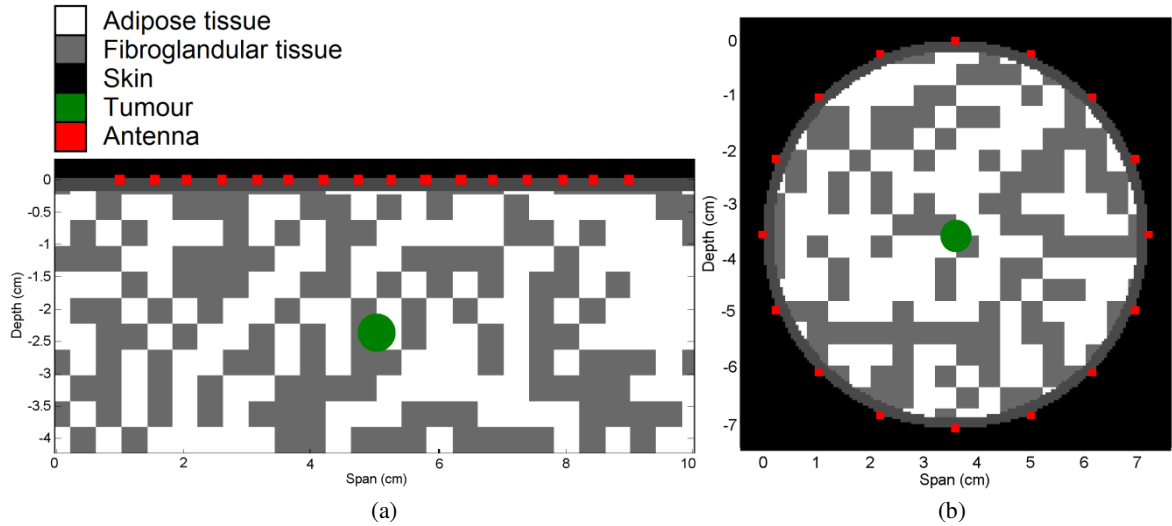 Adipose tissue
Fibroglandular tissue
Skin
Tumour
Antenna
0
-0.5
-1
-1.5
-2
-2.5
-3
-3.5
-4
Depth (cm)
0 2 4 6 8 10
Span (cm)
(a)
0
-1
-2
-3
-4
-5
-6
-7
Depth (cm)
0 1 2 3 4 5 6 7
Span (cm)
(b)